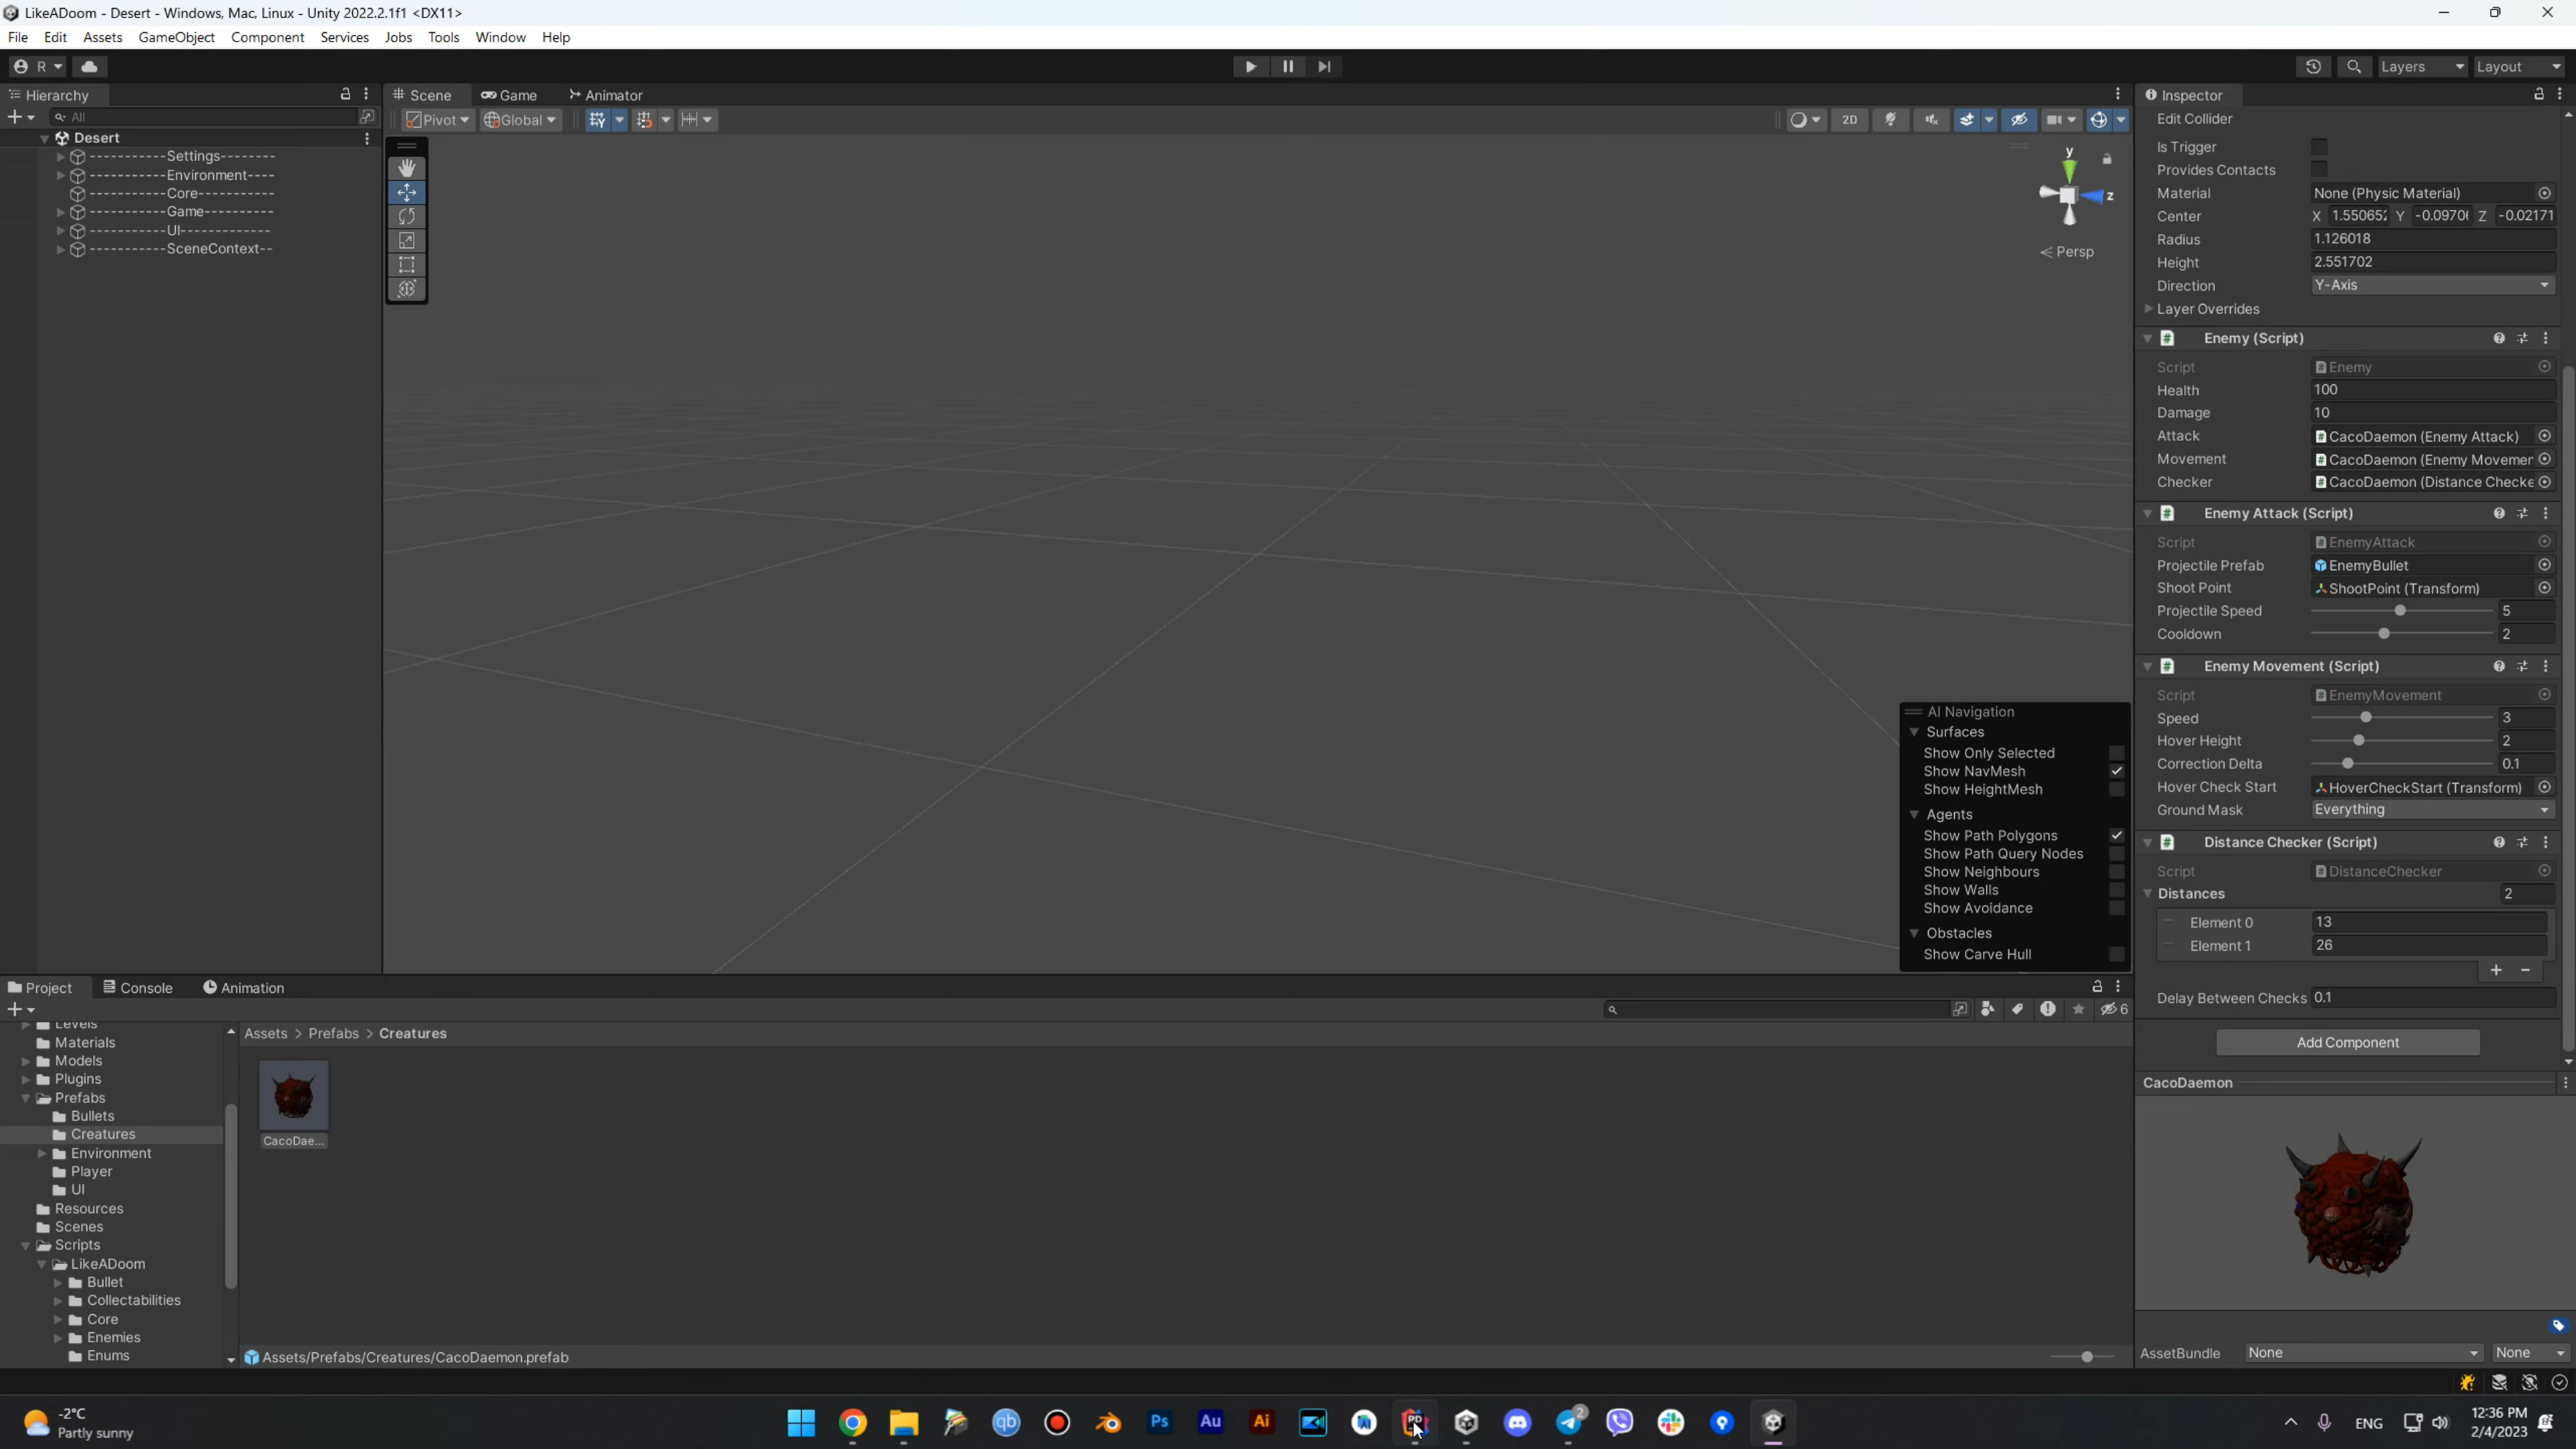 LikeADoom - Desert - Windows, Mac, Linux - Unity 2022.2.1f1 <DX11>
File Edit Assets GameObject Component Services Jobs Tools Window Help
R Layers Layout
Hierarchy
All
Desert
-----------Settings--------
-----------Environment----
-----------Core-----------
-----------Game----------
-----------UI-------------
-----------SceneContext--
Scene Game Animator
Pivot Global 2D
y
z
Persp
AI Navigation
Surfaces
Show Only Selected
Show NavMesh
Show HeightMesh
Agents
Show Path Polygons
Show Path Query Nodes
Show Neighbours
Show Walls
Show Avoidance
Obstacles
Show Carve Hull
Inspector
Edit Collider
Is Trigger
Provides Contacts
Material None (Physic Material)
Center X 1.55065 Y -0.0970 Z -0.02171
Radius 1.126018
Height 2.551702
Direction Y-Axis
Layer Overrides
Enemy (Script)
Script Enemy
Health 100
Damage 10
Attack CacoDaemon (Enemy Attack)
Movement CacoDaemon (Enemy Movemer
Checker CacoDaemon (Distance Checke
Enemy Attack (Script)
Script EnemyAttack
Projectile Prefab EnemyBullet
Shoot Point ShootPoint (Transform)
Projectile Speed 5
Cooldown 2
Enemy Movement (Script)
Script EnemyMovement
Speed 3
Hover Height 2
Correction Delta 0.1
Hover Check Start HoverCheckStart (Transform)
Ground Mask Everything
Distance Checker (Script)
Script DistanceChecker
Distances 2
Element 0 13
Element 1 26
Delay Between Checks 0.1
Add Component
CacoDaemon
AssetBundle None None
Project Console Animation
6
Levels
Materials
Models
Plugins
Prefabs
Bullets
Creatures
Environment
Player
UI
Resources
Scenes
Scripts
LikeADoom
Bullet
Collectabilities
Core
Enemies
Enums
Assets > Prefabs > Creatures
CacoDae...
Assets/Prefabs/Creatures/CacoDaemon.prefab
-2°C
Partly sunny
qb Ps Au Ai PD 2
ENG
12:36 PM
2/4/2023